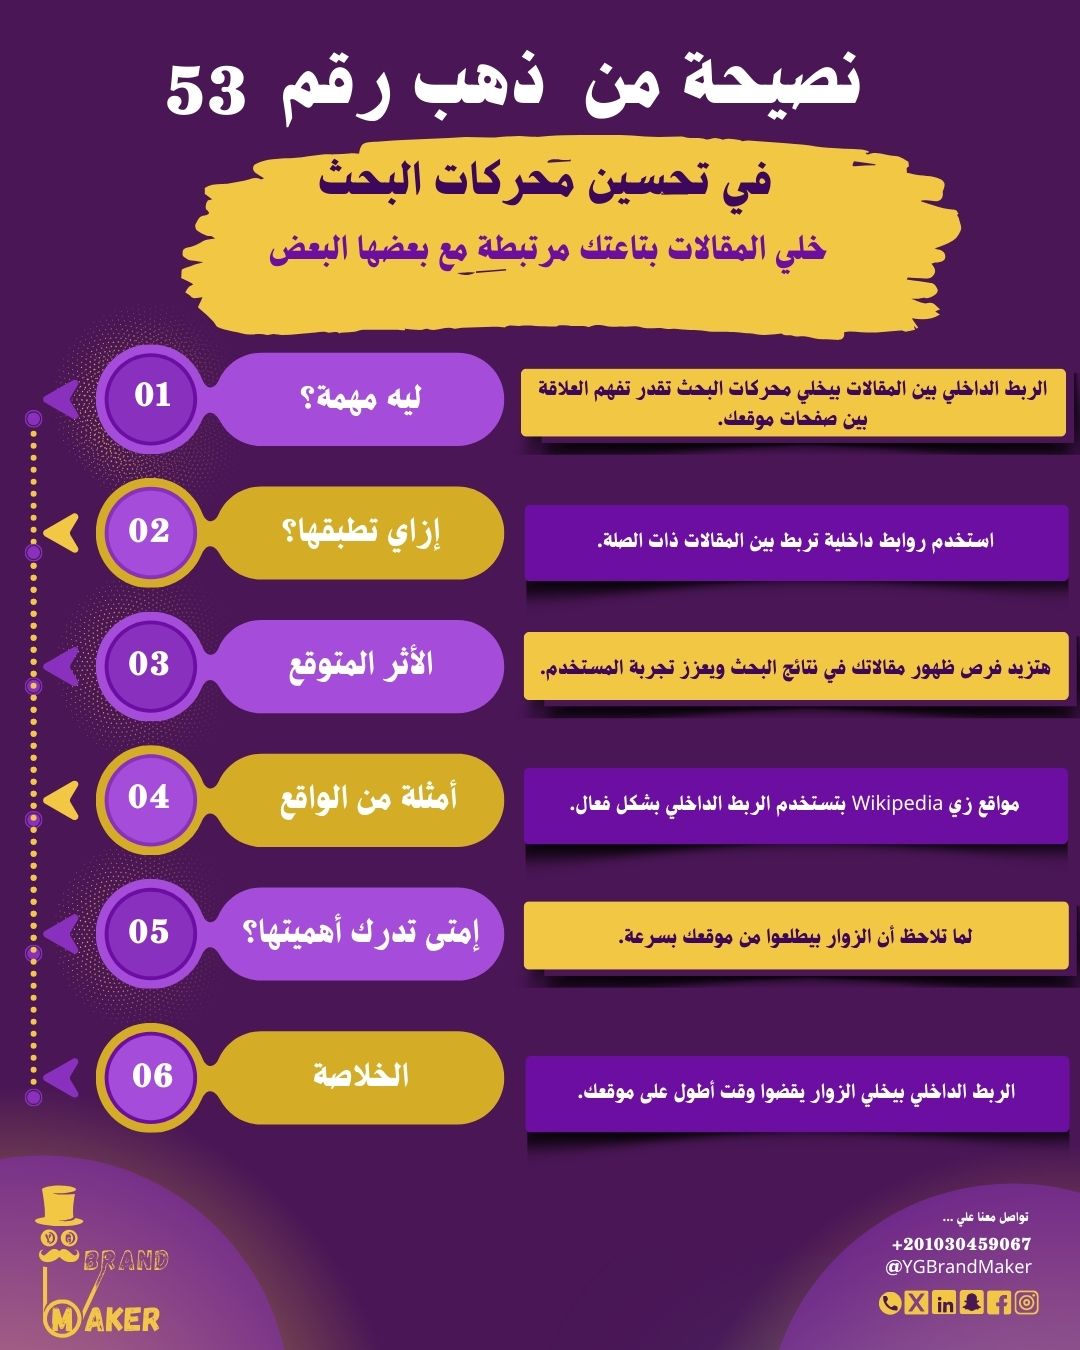 نصيحة من ذهب رقم 53
في تحسين محركات البحث
خلي المقالات بتاعتك مرتبطة مع بعضها البعض
01
ليه مهمة؟
الربط الداخلي بين المقالات بيخلي محركات البحث تقدر تفهم العلاقة
بين صفحات موقعك.
02
إزاي تطبقها؟
استخدم روابط داخلية تربط بين المقالات ذات الصلة.
03
الأثر المتوقع
هتزيد فرص ظهور مقالاتك في نتائج البحث ويعزز تجربة المستخدم.
04
أمثلة من الواقع
مواقع زي Wikipedia بتستخدم الربط الداخلي بشكل فعال.
05
إمتى تدرك أهميتها؟
لما تلاحظ أن الزوار بيطلعوا من موقعك بسرعة.
06
الخلاصة
الربط الداخلي بيخلي الزوار يقضوا وقت أطول على موقعك.
تواصل معنا علي ...
+201030459067
@YGBrandMaker
BRAND
MAKER